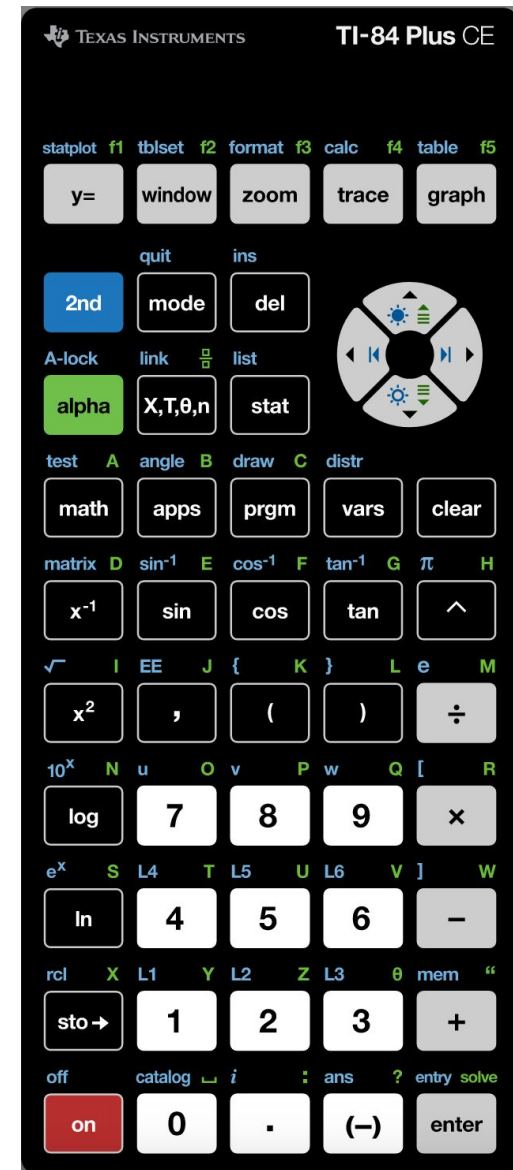 TEXAS INSTRUMENTS TI-84 Plus CE
statplot f1 tblset f2 format f3 calc f4 table f5
y= window zoom trace graph
quit ins
2nd mode del
A-lock link 묘 list
alpha X,T,θ,n stat
test A angle B draw C distr
math apps prgm vars clear
matrix D sin⁻¹ E cos⁻¹ F tan⁻¹ G π H
x⁻¹ sin cos tan ^
√‾ I EE J { K } L e M
x² , ( ) ÷
10ˣ N u O v P w Q [ R
log 7 8 9 ×
eˣ S L4 T L5 U L6 V ] W
ln 4 5 6 −
rcl X L1 Y L2 Z L3 θ mem “
sto→ 1 2 3 +
off catalog ⎵ i : ans ? entry solve
on 0 . (−) enter